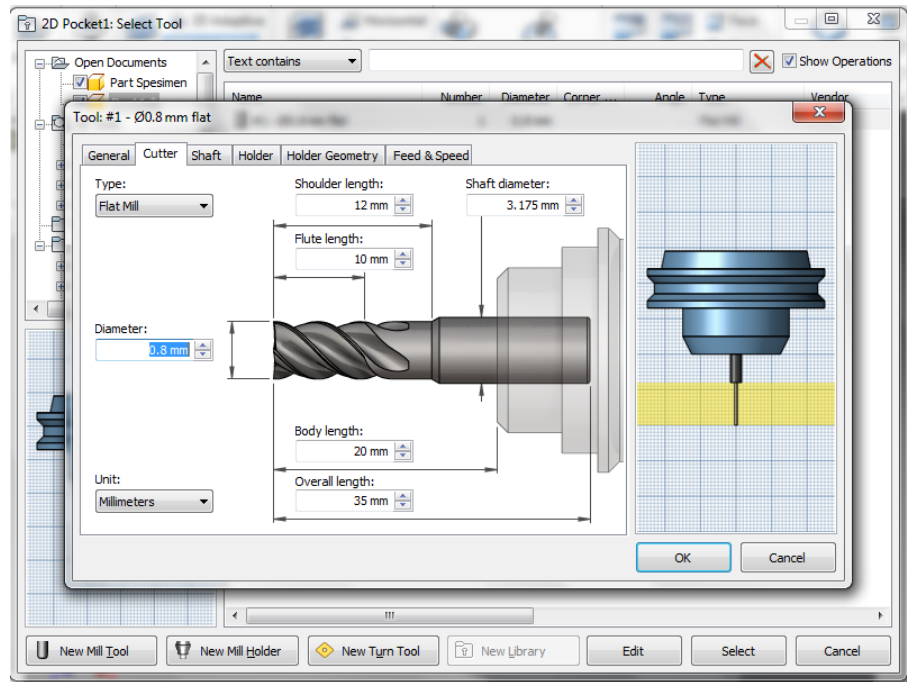 2D Pocket1: Select Tool
Open Documents
Text contains
Show Operations
Part Spesimen
Name Number Diameter Corner ... Angle Type Vendor
Tool: #1 - Ø0.8 mm flat
General Cutter Shaft Holder Holder Geometry Feed & Speed
Type: Shoulder length: Shaft diameter:
Flat Mill 12 mm 3.175 mm
Flute length:
10 mm
Diameter:
0.8 mm
Body length:
20 mm
Unit: Overall length:
Millimeters 35 mm
OK Cancel
New Mill Tool New Mill Holder New Turn Tool New Library Edit Select Cancel